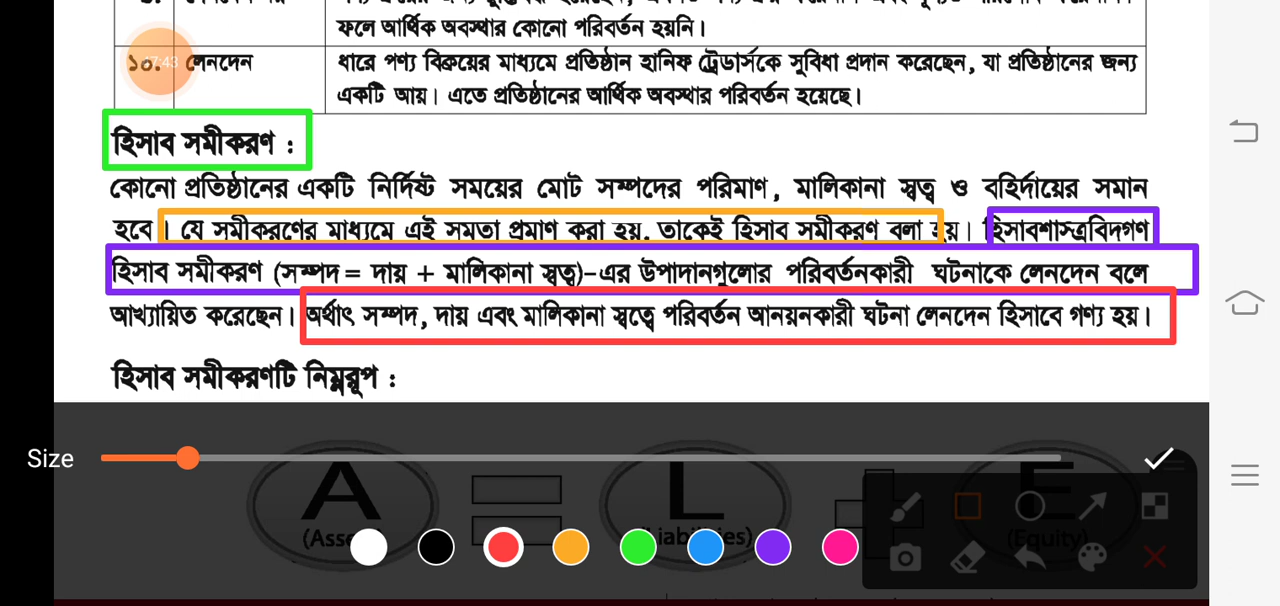 ফলে আর্থিক অবস্থার কোনো পরিবর্তন হয়নি।
১০. লেনদেন ধারে পণ্য বিক্রয়ের মাধ্যমে প্রতিষ্ঠান হানিফ ট্রেডার্সকে সুবিধা প্রদান করেছেন, যা প্রতিষ্ঠানের জন্য
17:43
একটি আয়। এতে প্রতিষ্ঠানের আর্থিক অবস্থার পরিবর্তন হয়েছে।
হিসাব সমীকরণ :
কোনো প্রতিষ্ঠানের একটি নির্দিষ্ট সময়ের মোট সম্পদের পরিমাণ, মালিকানা স্বত্ব ও বহির্দায়ের সমান
হবে। যে সমীকরণের মাধ্যমে এই সমতা প্রমাণ করা হয়, তাকেই হিসাব সমীকরণ বলা হয়। হিসাবশাস্ত্রবিদগণ
হিসাব সমীকরণ (সম্পদ = দায় + মালিকানা স্বত্ব)-এর উপাদানগুলোর পরিবর্তনকারী ঘটনাকে লেনদেন বলে
আখ্যায়িত করেছেন। অর্থাৎ সম্পদ, দায় এবং মালিকানা স্বত্বে পরিবর্তন আনয়নকারী ঘটনা লেনদেন হিসাবে গণ্য হয়।
হিসাব সমীকরণটি নিম্নরূপ :
Size
A = L + E
(Equity)